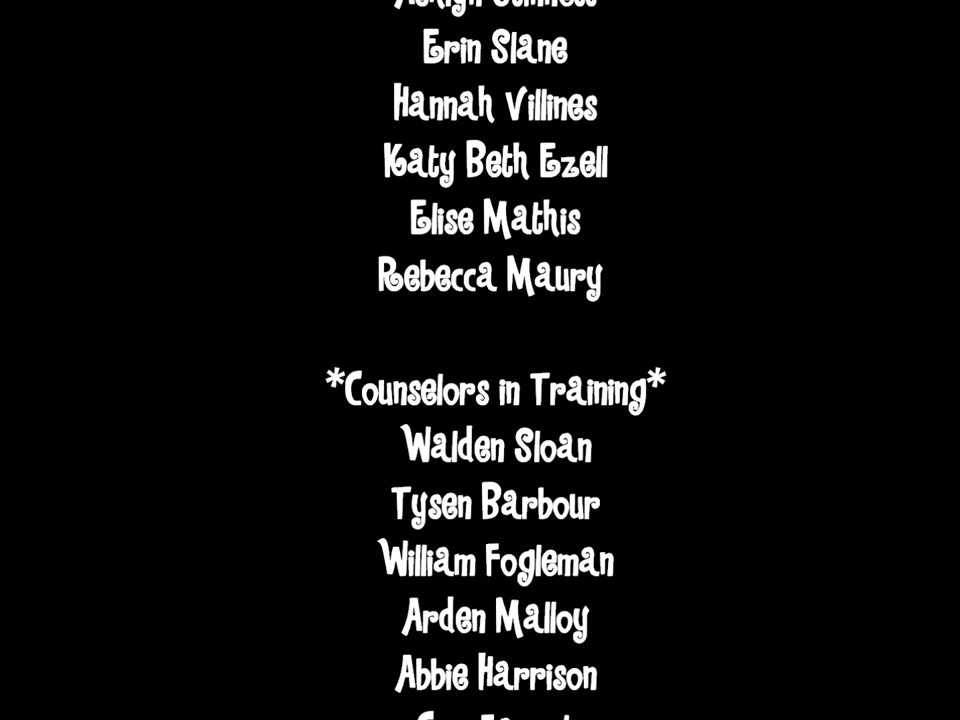 Erin Slane
Hannah Villines
Katy Beth Ezell
Elise Mathis
Rebecca Maury
*Counselors in Training*
Walden Sloan
Tysen Barbour
William Fogleman
Arden Malloy
Abbie Harrison